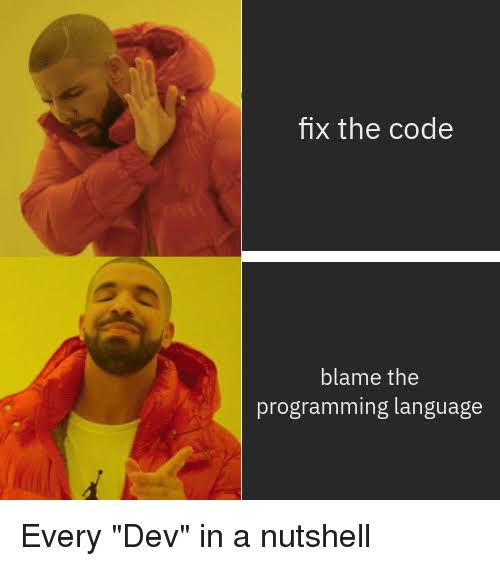 fix the code
blame the
programming language
Every "Dev" in a nutshell